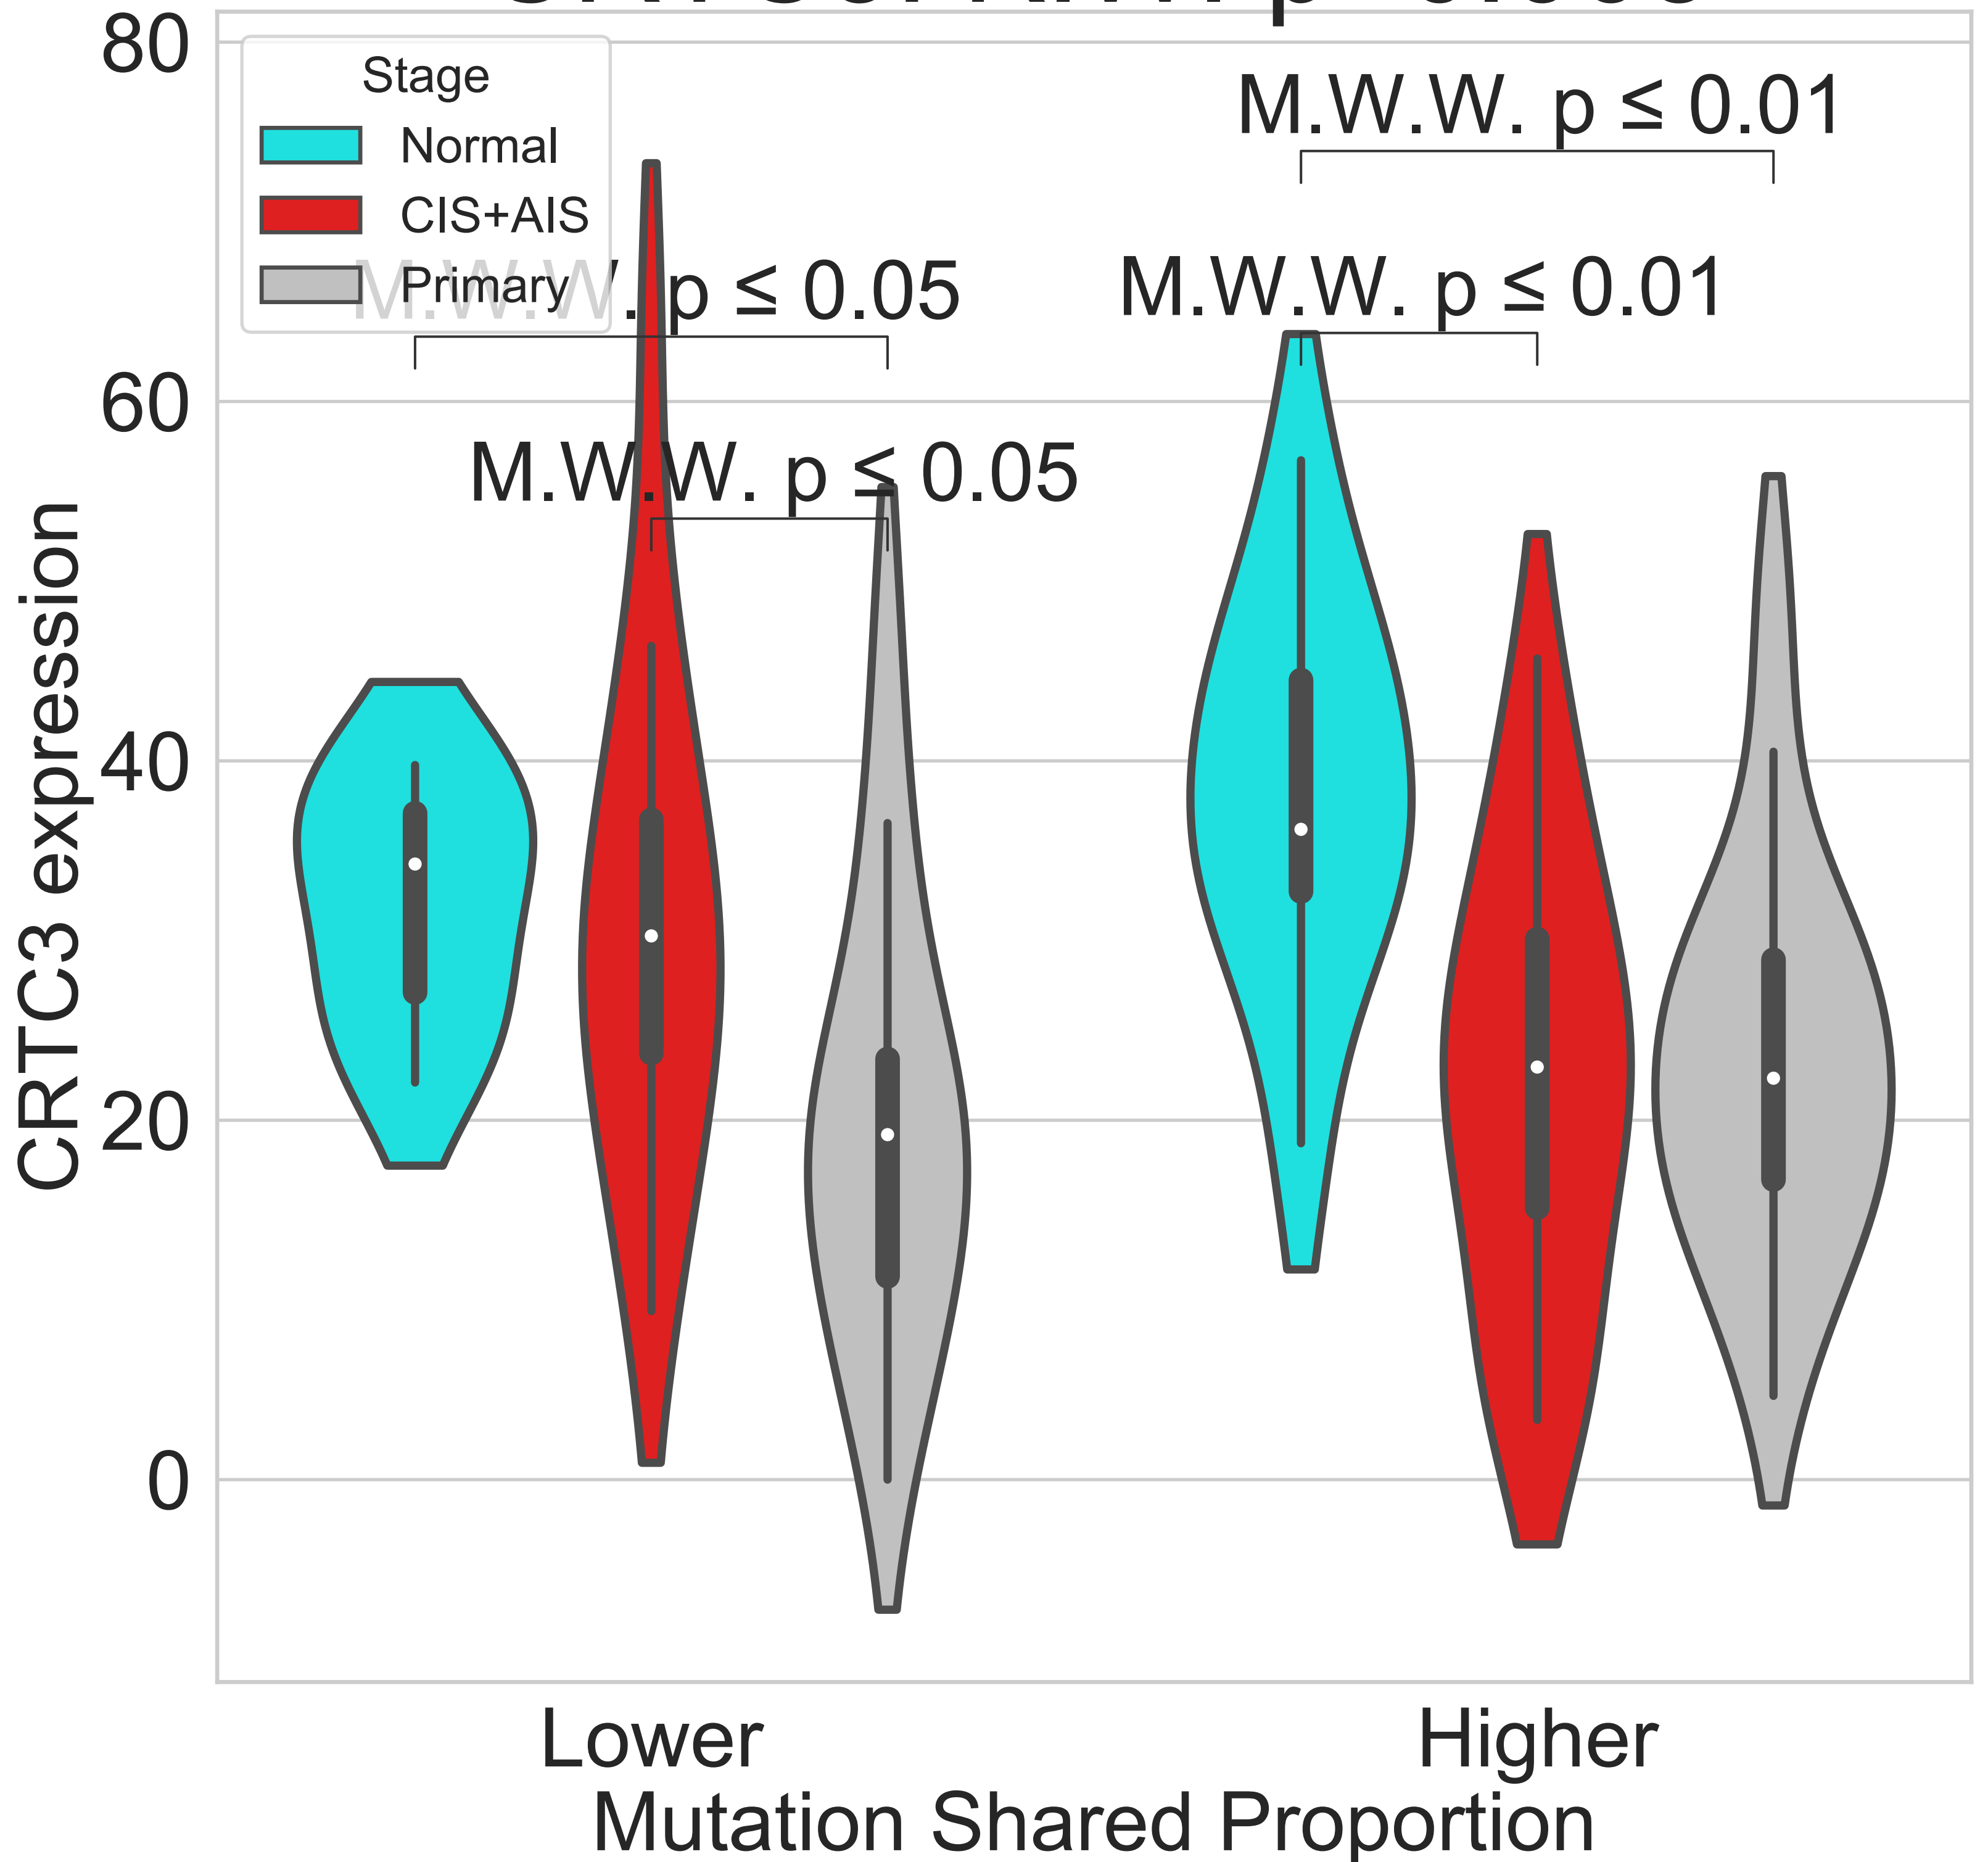 80
Stage
Normal
CIS+AIS
Primary
M.W.W. p ≤ 0.01
M.W.W. p ≤ 0.05
M.W.W. p ≤ 0.01
60
M.W.W. p ≤ 0.05
CRTC3 expression
40
20
0
Lower
Higher
Mutation Shared Proportion